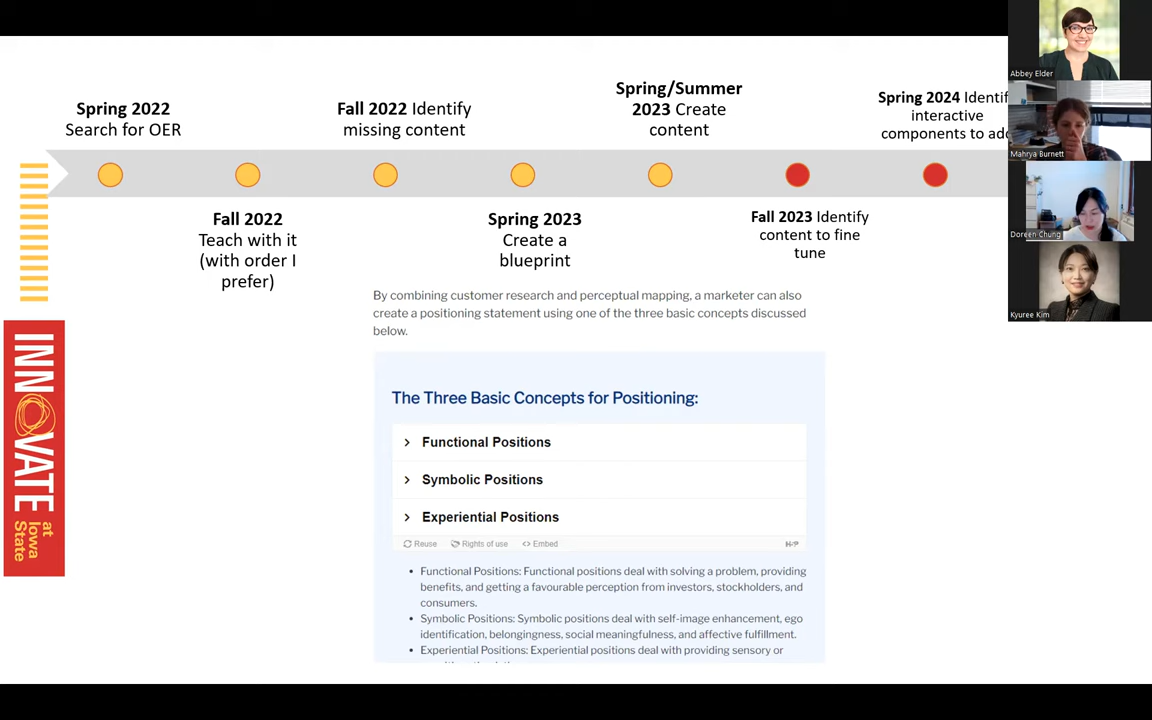 Spring 2022
Search for OER
Fall 2022 Identify
missing content
Spring/Summer
2023 Create
content
Spring 2024 Identif
interactive
components to add
Fall 2022
Teach with it
(with order I
prefer)
Spring 2023
Create a
blueprint
Fall 2023 Identify
content to fine
tune
By combining customer research and perceptual mapping, a marketer can also
create a positioning statement using one of the three basic concepts discussed
below.
The Three Basic Concepts for Positioning:
Functional Positions
Symbolic Positions
Experiential Positions
Reuse Rights of use <> Embed H-P
• Functional Positions: Functional positions deal with solving a problem, providing
benefits, and getting a favourable perception from investors, stockholders, and
consumers.
• Symbolic Positions: Symbolic positions deal with self-image enhancement, ego
identification, belongingness, social meaningfulness, and affective fulfillment.
• Experiential Positions: Experiential positions deal with providing sensory or
INNOVATE
at
Iowa
State
Abbey Elder
Mahrya Burnett
Doreen Chung
Kyuree Kim